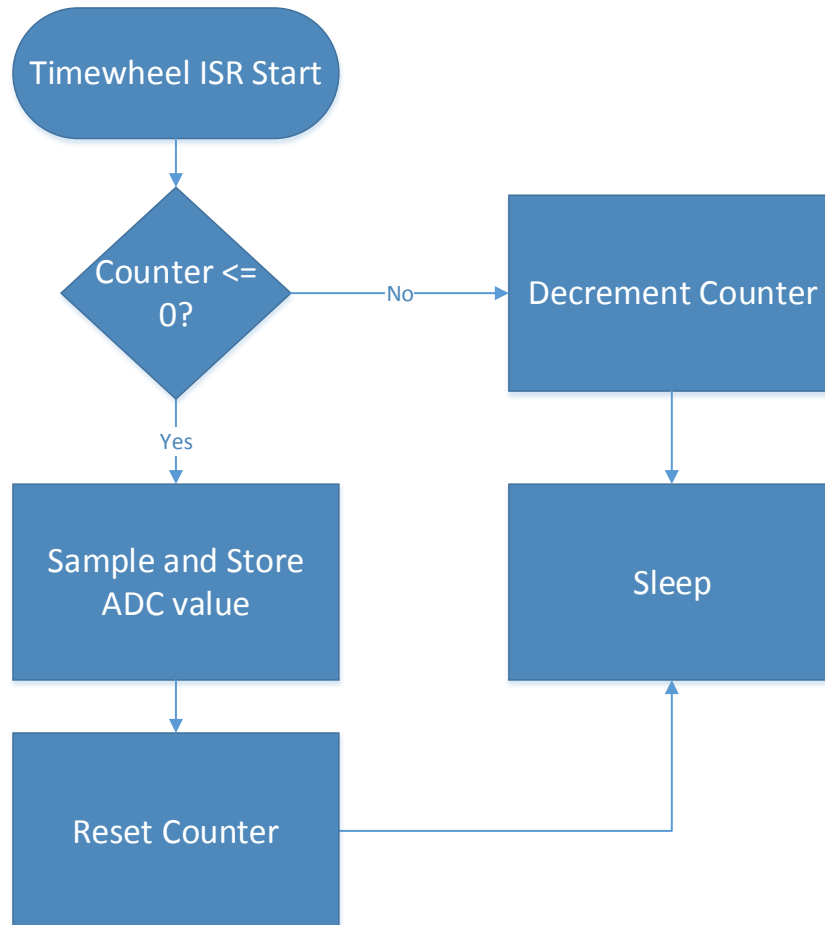 Timewheel ISR Start
Counter <=
0?
No
Decrement Counter
Yes
Sample and Store
ADC value
Sleep
Reset Counter